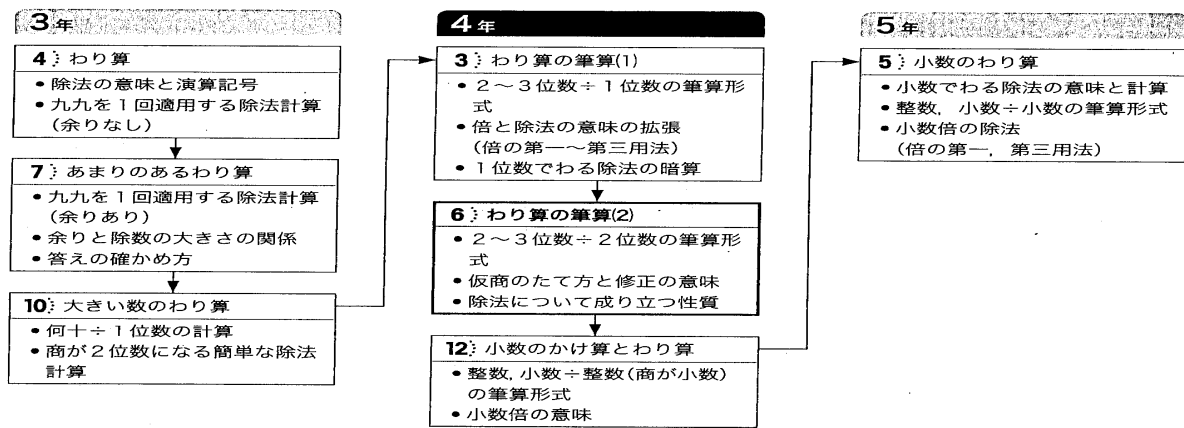 3年
4 わり算
● 除法の意味と演算記号
● 九九を1回適用する除法計算
(余りなし)
7 あまりのあるわり算
● 九九を1回適用する除法計算
(余りあり)
● 余りと除数の大きさの関係
● 答えの確かめ方
10 大きい数のわり算
● 何十÷1位数の計算
● 商が2位数になる簡単な除法
計算
4年
3 わり算の筆算(1)
● 2～3位数÷1位数の筆算形
式
● 倍と除法の意味の拡張
(倍の第一～第三用法)
● 1位数でわる除法の暗算
6 わり算の筆算(2)
● 2～3位数÷2位数の筆算形
式
● 仮商のたて方と修正の意味
● 除法について成り立つ性質
12 小数のかけ算とわり算
● 整数,小数÷整数(商が小数)
の筆算形式
● 小数倍の意味
5年
5 小数のわり算
● 小数でわる除法の意味と計算
● 整数, 小数÷小数の筆算形式
● 小数倍の除法
(倍の第一, 第三用法)